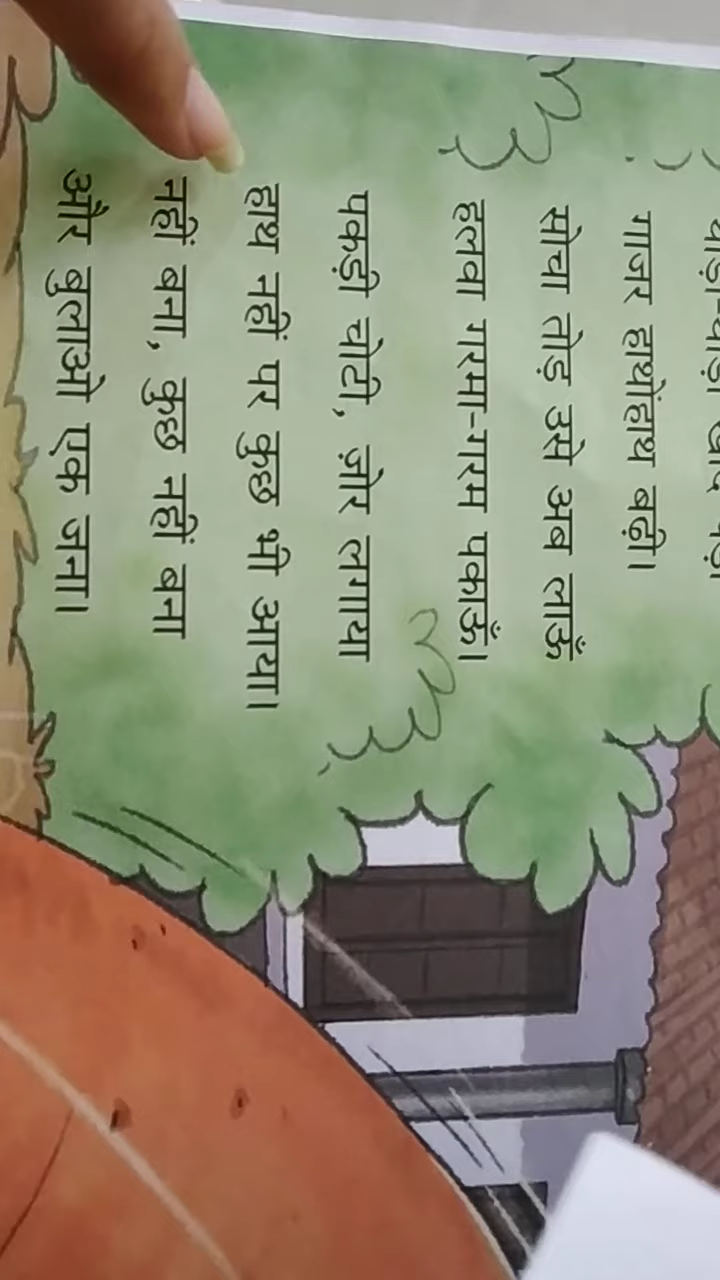 गाजर हाथोंहाथ बढ़ी।
सोचा तोड़ उसे अब लाऊँ
हलवा गरमा-गरम पकाऊँ।
पकड़ी चोटी, ज़ोर लगाया
हाथ नहीं पर कुछ भी आया।
नहीं बना, कुछ नहीं बना
और बुलाओ एक जना।